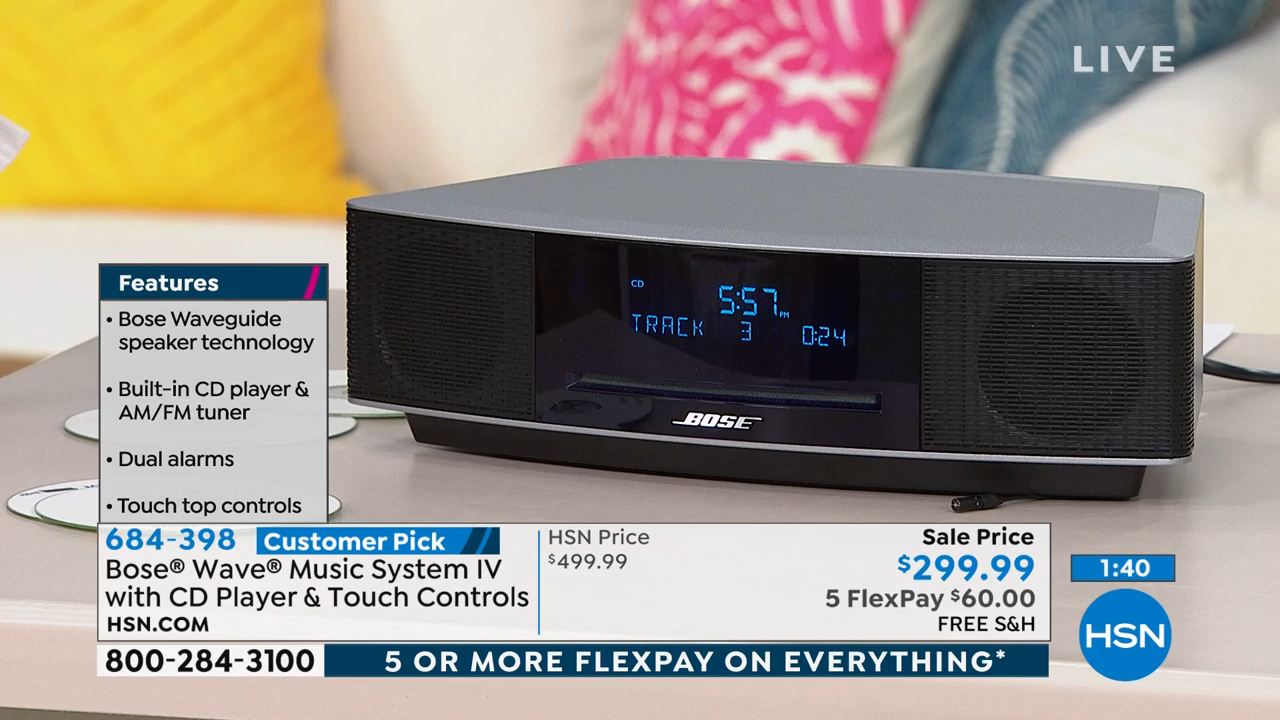 LIVE
CD
5:57 PM
TRACK 3 0:24
BOSE
Features
• Bose Waveguide
speaker technology
• Built-in CD player &
AM/FM tuner
• Dual alarms
• Touch top controls
684-398 Customer Pick
Bose® Wave® Music System IV
with CD Player & Touch Controls
HSN.COM
HSN Price
$499.99
Sale Price
$299.99
5 FlexPay $60.00
FREE S&H
1:40
HSN
800-284-3100 5 OR MORE FLEXPAY ON EVERYTHING*